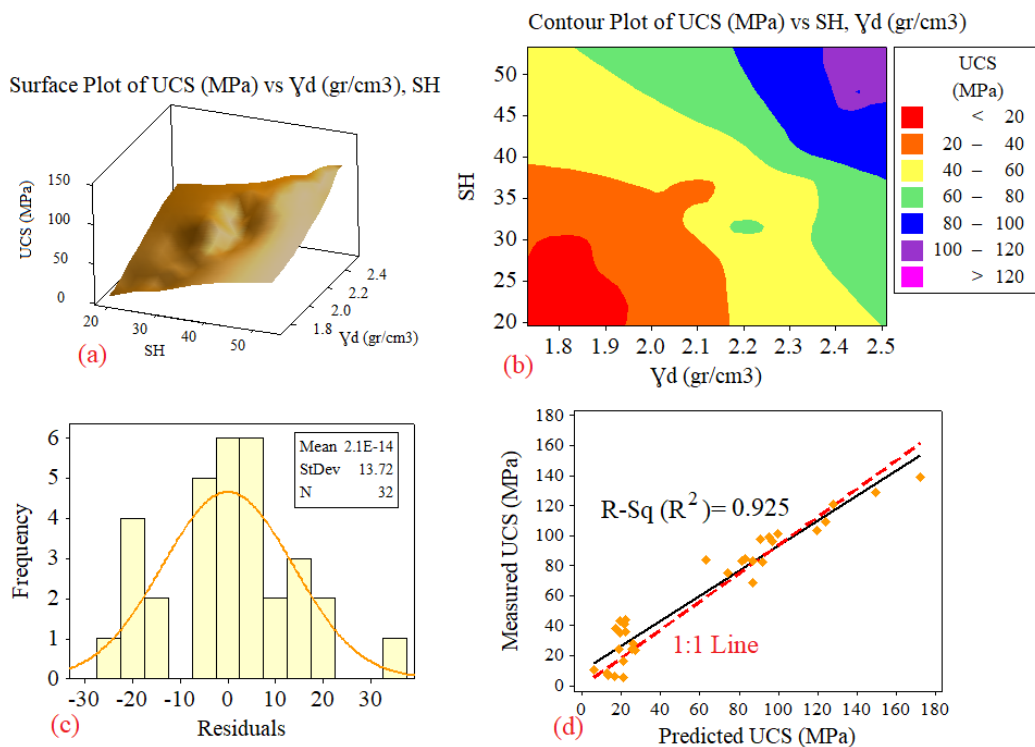 Surface Plot of UCS (MPa) vs Ɣd (gr/cm3), SH
UCS (MPa)
150
100
50
0
20
30
40
50
SH
1.8
2.0
2.2
2.4
Ɣd (gr/cm3)
(a)
Contour Plot of UCS (MPa) vs SH, Ɣd (gr/cm3)
SH
50
45
40
35
30
25
20
1.8 1.9 2.0 2.1 2.2 2.3 2.4 2.5
Ɣd (gr/cm3)
(b)
UCS
(MPa)
< 20
20 – 40
40 – 60
60 – 80
80 – 100
100 – 120
> 120
Frequency
6
5
4
3
2
1
0
-30 -20 -10 0 10 20 30
Residuals
(c)
Mean 2.1E-14
StDev 13.72
N 32
Measured UCS (MPa)
180
160
140
120
100
80
60
40
20
0
0 20 40 60 80 100 120 140 160 180
Predicted UCS (MPa)
(d)
R-Sq (R²)= 0.925
1:1 Line